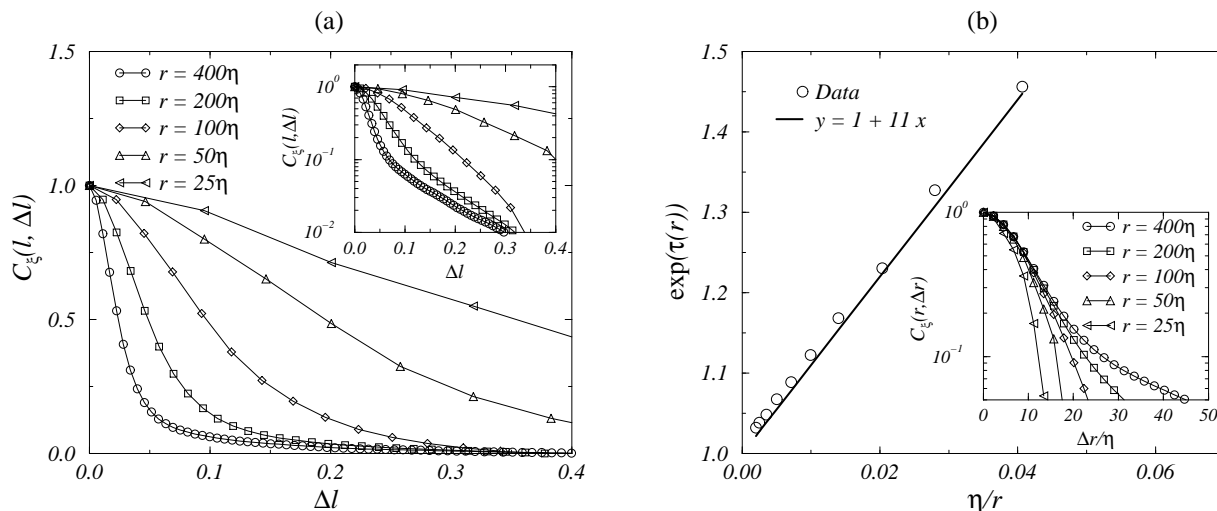 (a)
1.5
1.0
0.5
0.0
C_ξ(l, Δl)
r = 400η
r = 200η
r = 100η
r = 50η
r = 25η
0.0 0.1 0.2 0.3 0.4
Δl
10^0
10^-1
10^-2
C_ξ(l, Δl)
0.0 0.1 0.2 0.3 0.4
Δl
(b)
1.5
1.4
1.3
1.2
1.1
1.0
exp(τ(r))
Data
y = 1 + 11 x
0.00 0.02 0.04 0.06
η/r
10^0
10^-1
C_ξ(r,Δr)
r = 400η
r = 200η
r = 100η
r = 50η
r = 25η
0 10 20 30 40 50
Δr/η